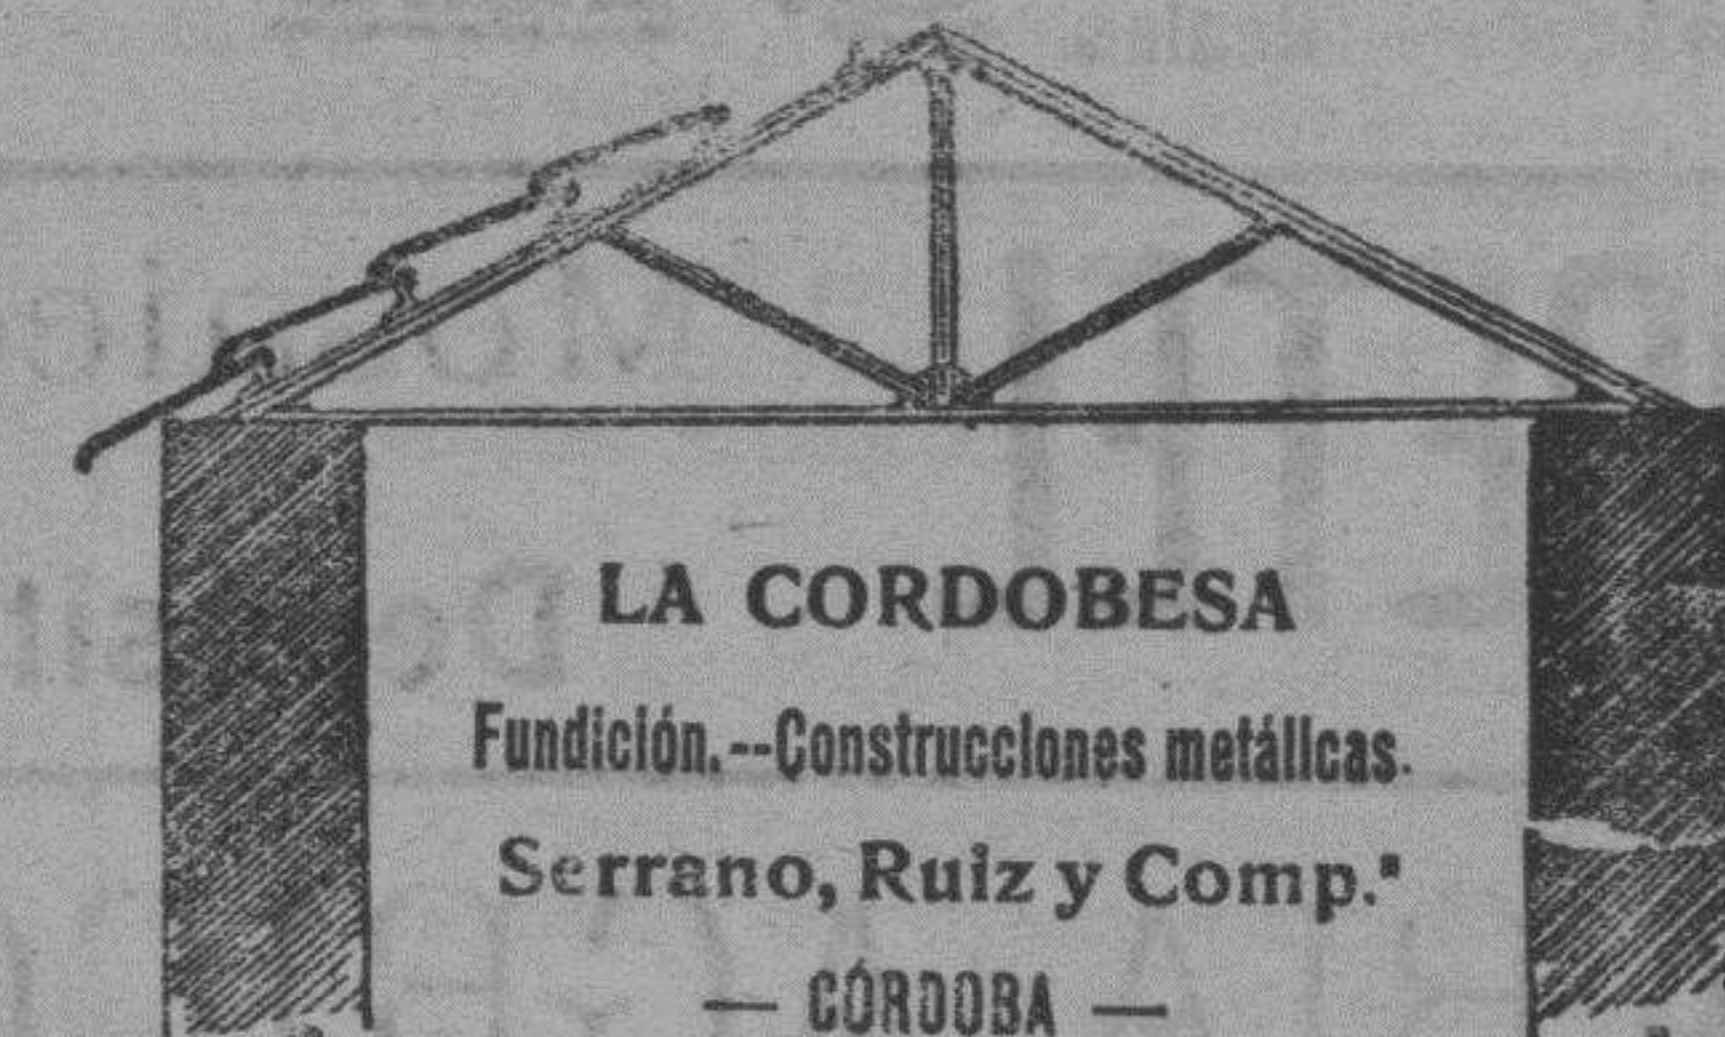 LA CORDOBESA
Fundición.--Construcciones metálicas.
Serrano, Ruiz y Comp.ª
— CÓRDOBA —